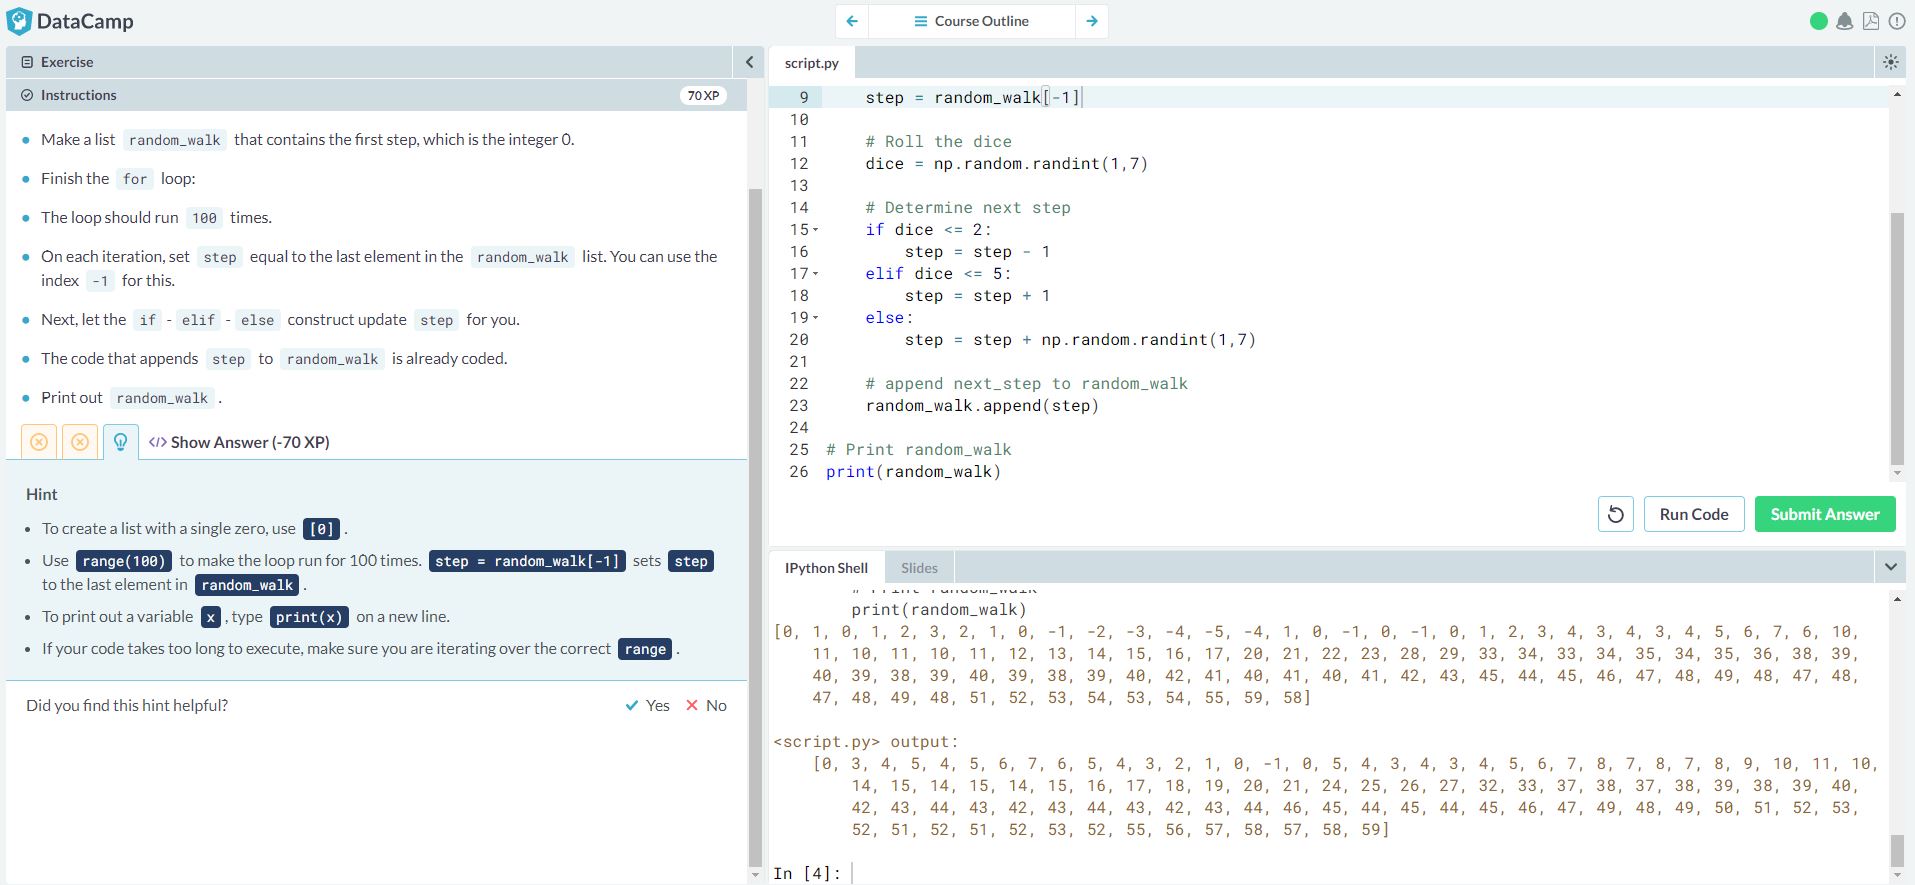 DataCamp
Course Outline
Exercise
Instructions
70 XP
Make a list random_walk that contains the first step, which is the integer 0.
Finish the for loop:
The loop should run 100 times.
On each iteration, set step equal to the last element in the random_walk list. You can use the
index -1 for this.
Next, let the if - elif - else construct update step for you.
The code that appends step to random_walk is already coded.
Print out random_walk .
</> Show Answer (-70 XP)
Hint
To create a list with a single zero, use [0] .
Use range(100) to make the loop run for 100 times. step = random_walk[-1] sets step
to the last element in random_walk .
To print out a variable x , type print(x) on a new line.
If your code takes too long to execute, make sure you are iterating over the correct range .
Did you find this hint helpful?
Yes
No
script.py
9 step = random_walk[-1]
10
11 # Roll the dice
12 dice = np.random.randint(1,7)
13
14 # Determine next step
15 if dice <= 2:
16 step = step - 1
17 elif dice <= 5:
18 step = step + 1
19 else:
20 step = step + np.random.randint(1,7)
21
22 # append next_step to random_walk
23 random_walk.append(step)
24
25 # Print random_walk
26 print(random_walk)
Run Code
Submit Answer
IPython Shell
Slides
# Print random_walk
print(random_walk)
[0, 1, 0, 1, 2, 3, 2, 1, 0, -1, -2, -3, -4, -5, -4, 1, 0, -1, 0, -1, 0, 1, 2, 3, 4, 3, 4, 3, 4, 5, 6, 7, 6, 10,
11, 10, 11, 10, 11, 12, 13, 14, 15, 16, 17, 20, 21, 22, 23, 28, 29, 33, 34, 33, 34, 35, 34, 35, 36, 38, 39,
40, 39, 38, 39, 40, 39, 38, 39, 40, 42, 41, 40, 41, 40, 41, 42, 43, 45, 44, 45, 46, 47, 48, 49, 48, 47, 48,
47, 48, 49, 48, 51, 52, 53, 54, 53, 54, 55, 59, 58]
<script.py> output:
[0, 3, 4, 5, 4, 5, 6, 7, 6, 5, 4, 3, 2, 1, 0, -1, 0, 5, 4, 3, 4, 3, 4, 5, 6, 7, 8, 7, 8, 7, 8, 9, 10, 11, 10,
14, 15, 14, 15, 14, 15, 16, 17, 18, 19, 20, 21, 24, 25, 26, 27, 32, 33, 37, 38, 37, 38, 39, 38, 39, 40,
42, 43, 44, 43, 42, 43, 44, 43, 42, 43, 44, 46, 45, 44, 45, 44, 45, 46, 47, 49, 48, 49, 50, 51, 52, 53,
52, 51, 52, 51, 52, 53, 52, 55, 56, 57, 58, 57, 58, 59]
In [4]: